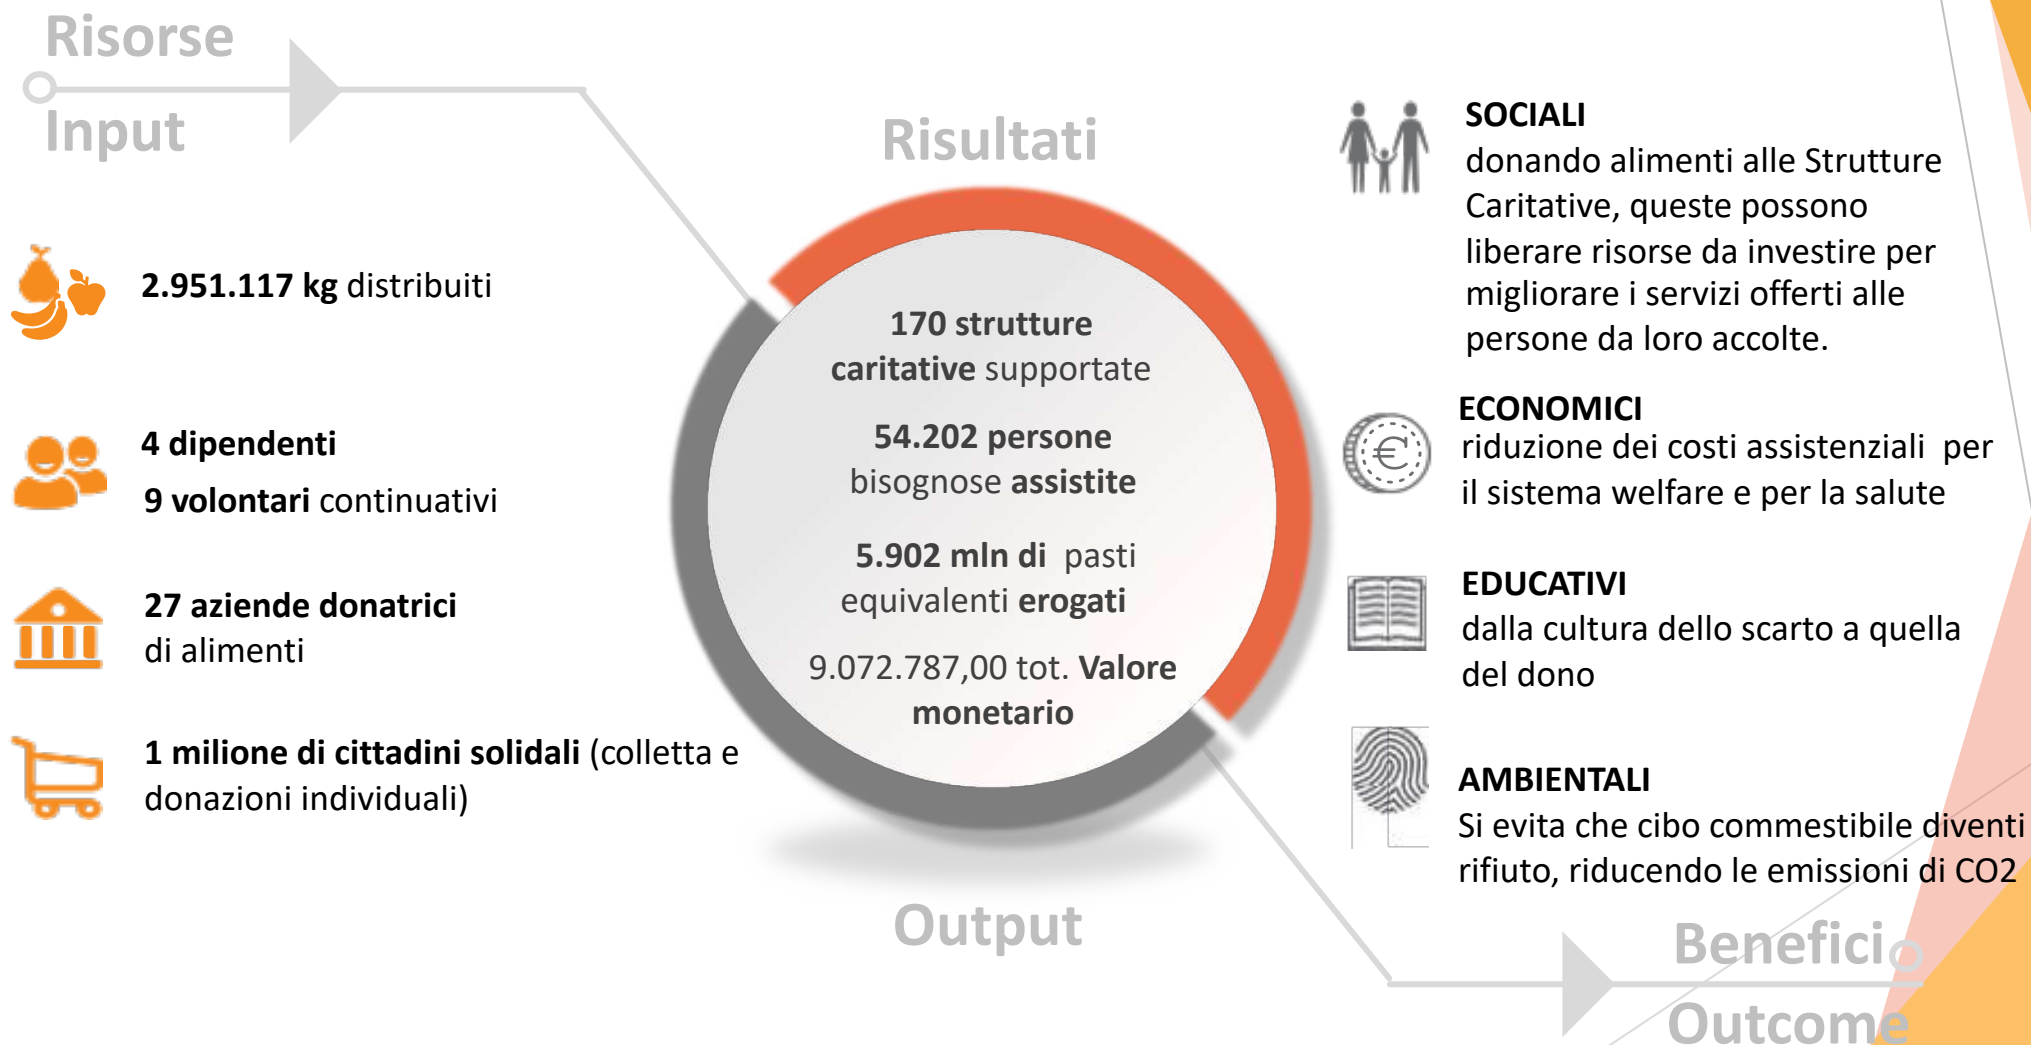 Risorse
Input
2.951.117 kg distribuiti
4 dipendenti
9 volontari continuativi
27 aziende donatrici
di alimenti
1 milione di cittadini solidali (colletta e
donazioni individuali)
Risultati
170 strutture
caritative supportate
54.202 persone
bisognose assistite
5.902 mln di  pasti
equivalenti erogati
9.072.787,00 tot. Valore
monetario
Output
SOCIALI
donando alimenti alle Strutture
Caritative, queste possono
liberare risorse da investire per
migliorare i servizi offerti alle
persone da loro accolte.
ECONOMICI
riduzione dei costi assistenziali  per
il sistema welfare e per la salute
EDUCATIVI
dalla cultura dello scarto a quella
del dono
AMBIENTALI
Si evita che cibo commestibile diventi
rifiuto, riducendo le emissioni di CO2
Benefici
Outcome